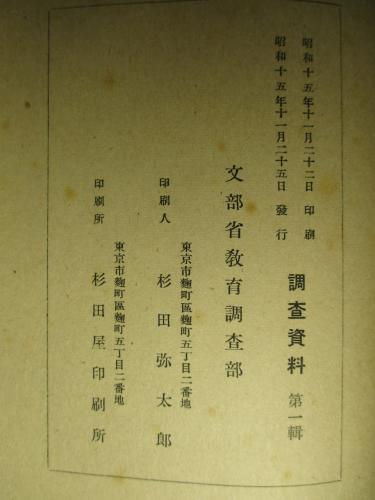 昭和十五年十一月二十二日 印刷
昭和十五年十一月二十五日 發行
調査資料 第一輯
文部省教育調査部
東京市麴町區麴町五丁目二番地
印刷人 杉田弥太郎
東京市麴町區麴町五丁目二番地
印刷所 杉田屋印刷所